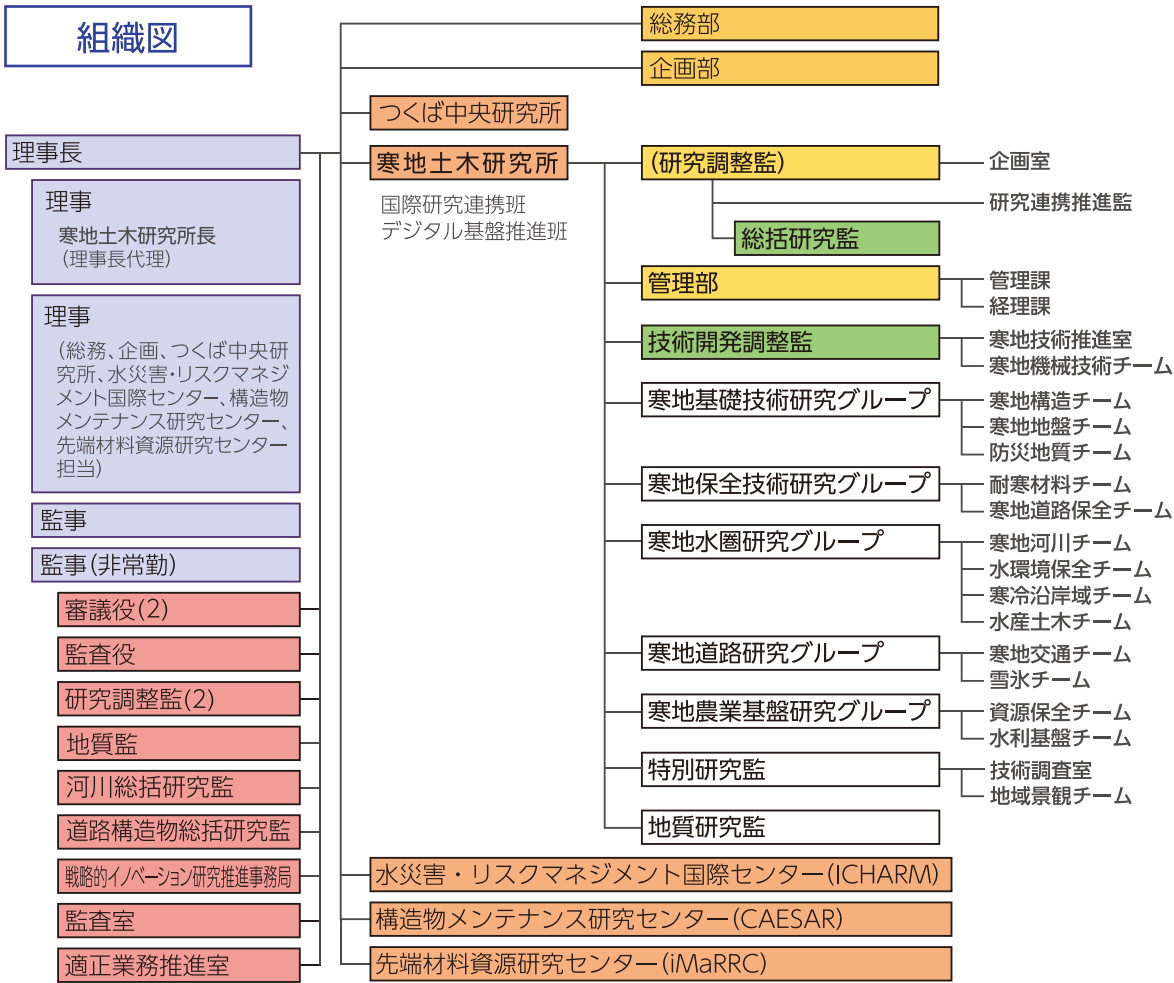 組織図
理事長
理事
寒地土木研究所長
(理事長代理)
理事
(総務、企画、つくば中央研
究所、水災害・リスクマネジ
メント国際センター、構造物
メンテナンス研究センター、
先端材料資源研究センター
担当)
監事
監事(非常勤)
審議役(2)
監査役
研究調整監(2)
地質監
河川総括研究監
道路構造物総括研究監
戦略的イノベーション研究推進事務局
監査室
適正業務推進室
総務部
企画部
つくば中央研究所
寒地土木研究所
国際研究連携班
デジタル基盤推進班
(研究調整監)
企画室
研究連携推進監
総括研究監
管理部
管理課
経理課
技術開発調整監
寒地技術推進室
寒地機械技術チーム
寒地基礎技術研究グループ
寒地構造チーム
寒地地盤チーム
防災地質チーム
寒地保全技術研究グループ
耐寒材料チーム
寒地道路保全チーム
寒地水圏研究グループ
寒地河川チーム
水環境保全チーム
寒冷沿岸域チーム
水産土木チーム
寒地道路研究グループ
寒地交通チーム
雪氷チーム
寒地農業基盤研究グループ
資源保全チーム
水利基盤チーム
特別研究監
技術調査室
地域景観チーム
地質研究監
水災害・リスクマネジメント国際センター(ICHARM)
構造物メンテナンス研究センター(CAESAR)
先端材料資源研究センター(iMaRRC)